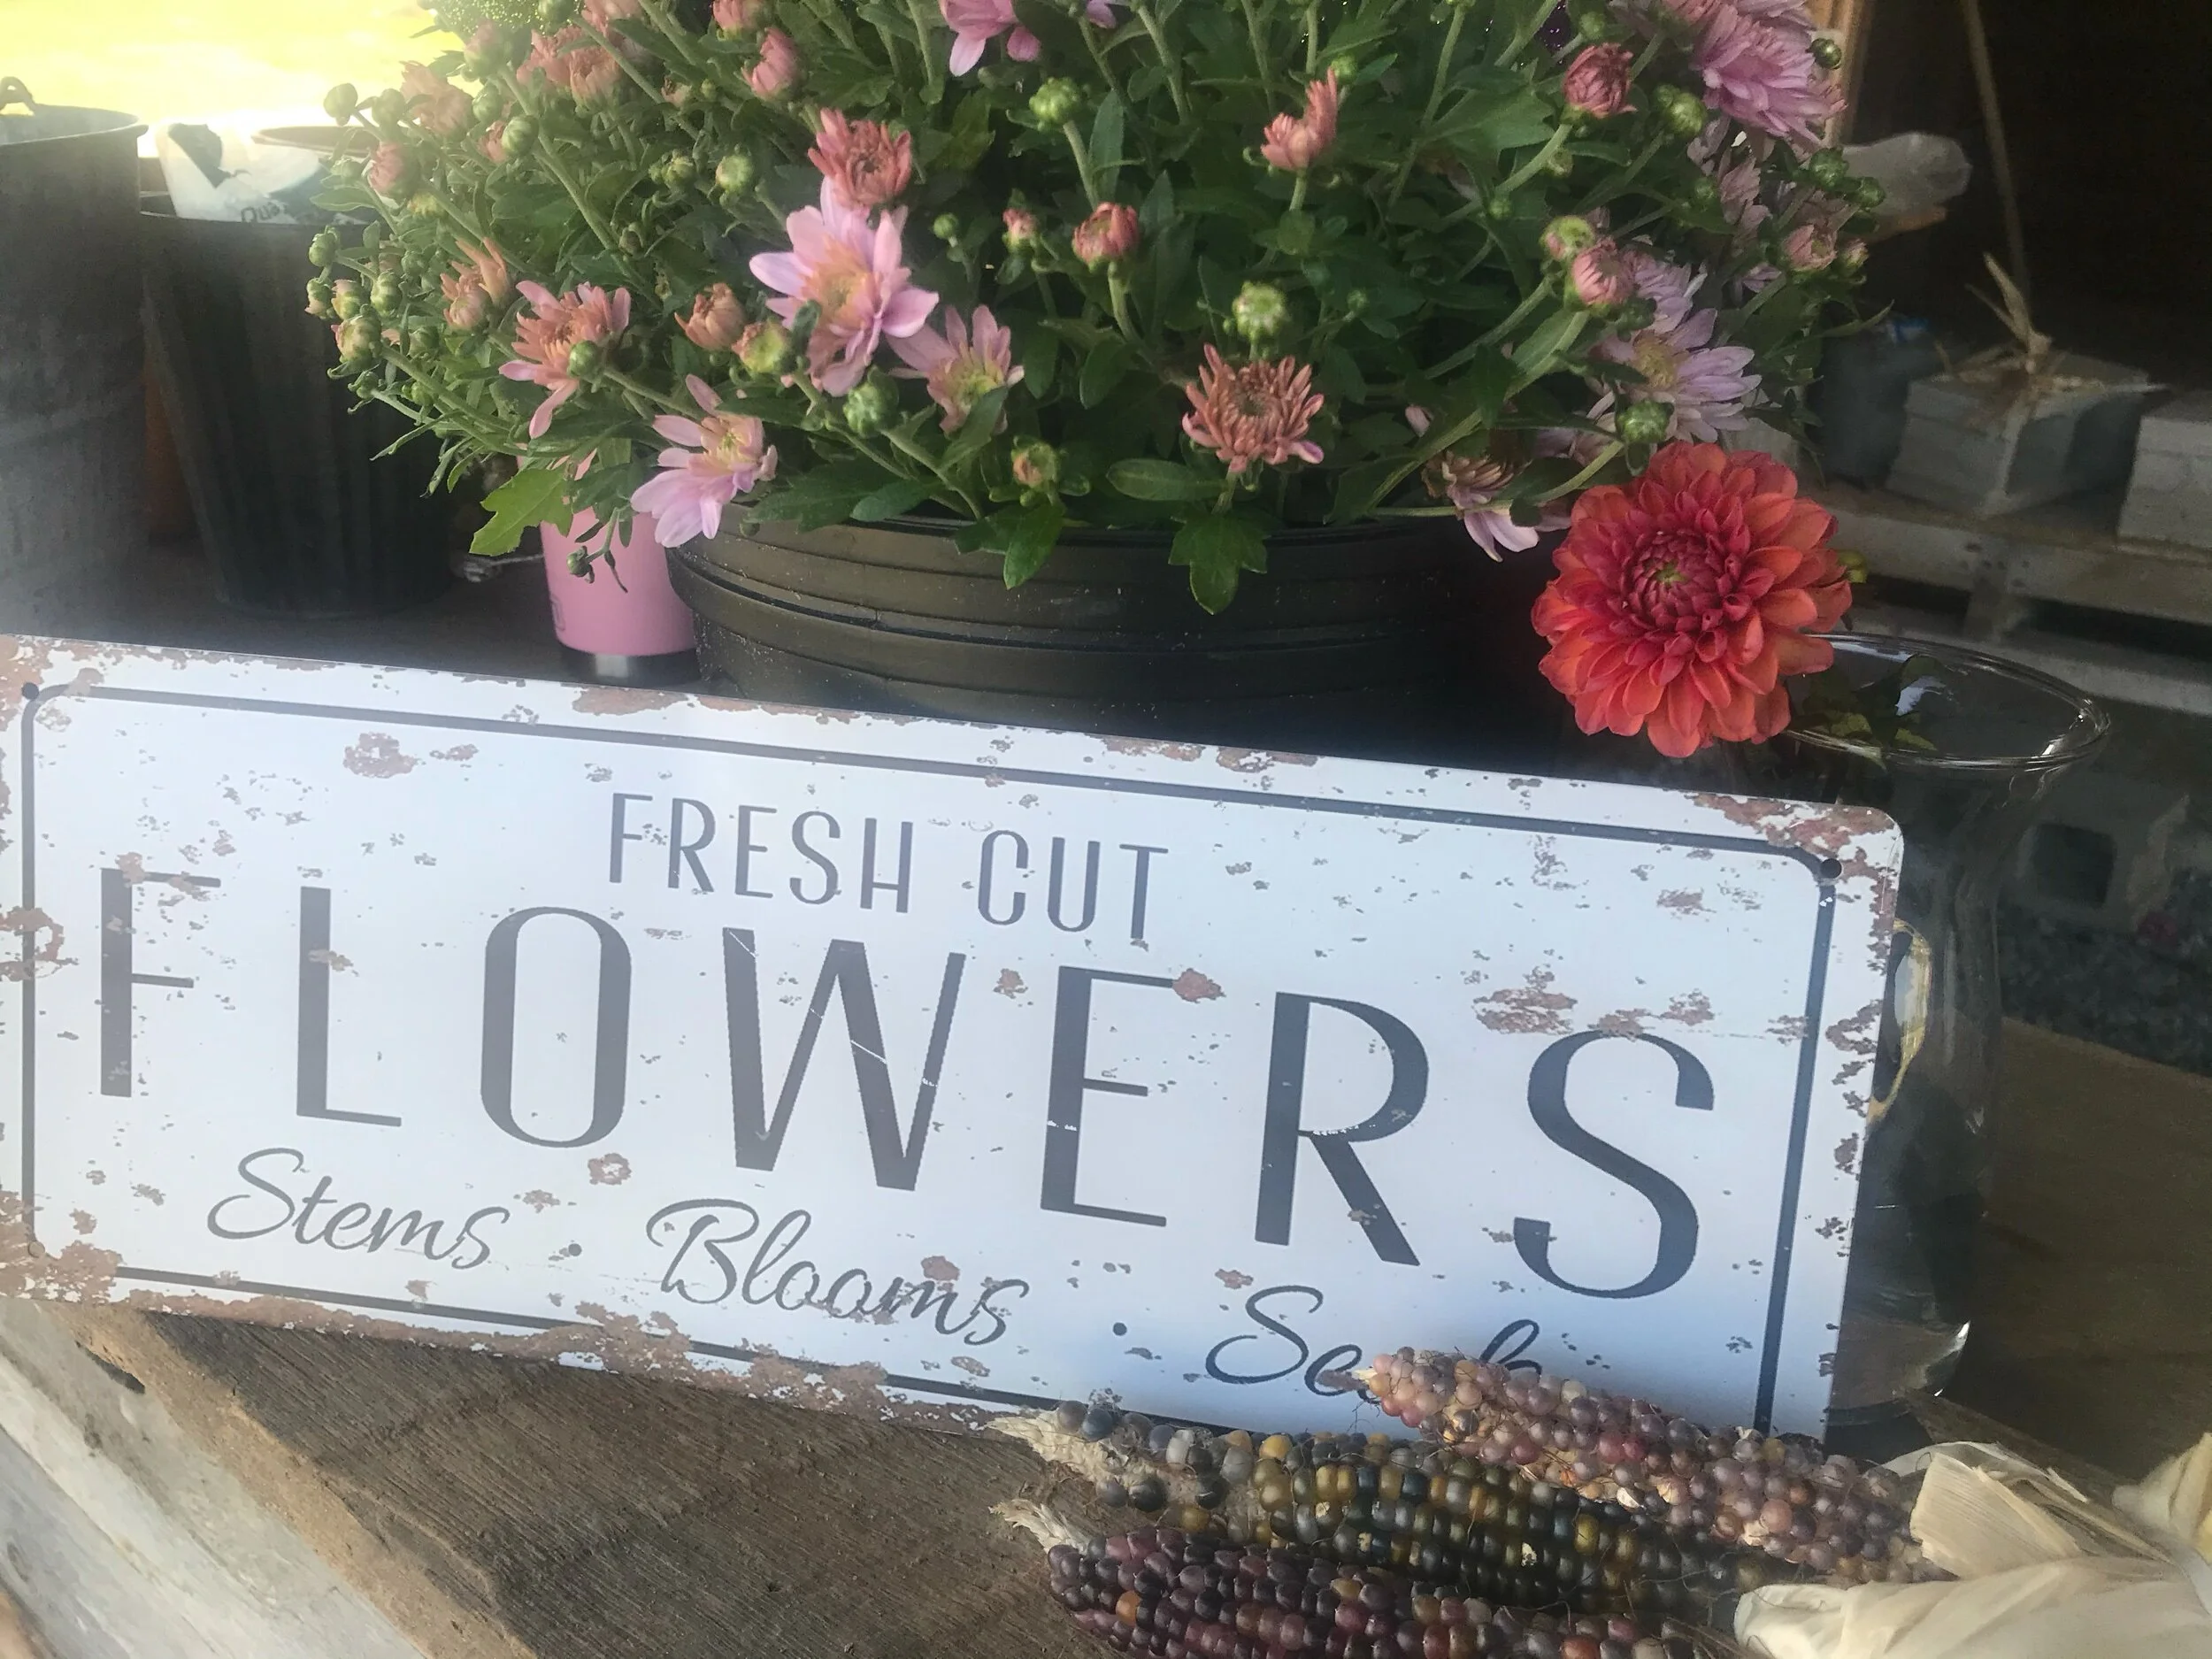 FRESH CUT
FLOWERS
Stems · Blooms ·